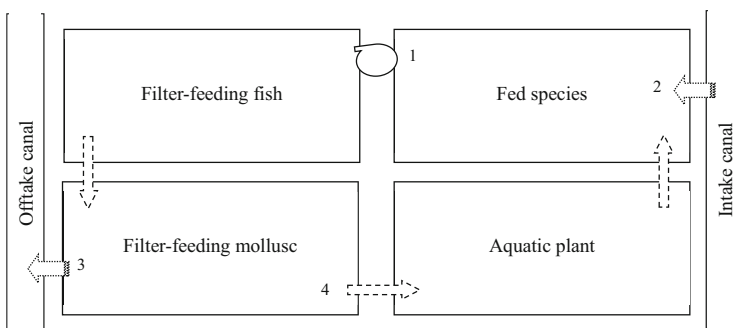 1
Filter-feeding fish
Fed species
2
Offtake canal
Intake canal
Filter-feeding mollusc
Aquatic plant
3
4